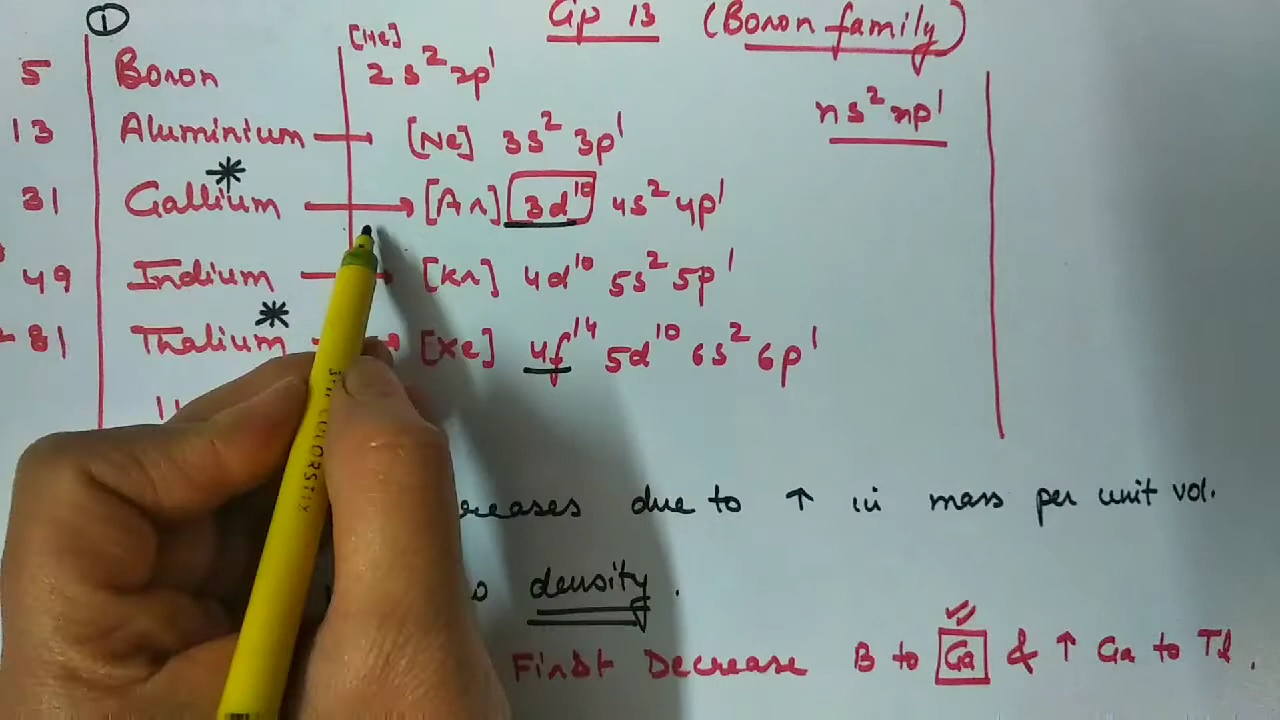 ① Gp 13 (Boron family)
5 Boron [He] 2s² 2p¹ ns² np¹
13 Aluminium → [Ne] 3s² 3p¹
31 Gallium * → [Ar] 3d¹⁰ 4s² 4p¹
49 Indium → [Kr] 4d¹⁰ 5s² 5p¹
81 Thalium * → [Xe] 4f¹⁴ 5d¹⁰ 6s² 6p¹
due to ↑ in mass per unit vol.
density.
First Decrease B to Ga & ↑ Ga to Tl.